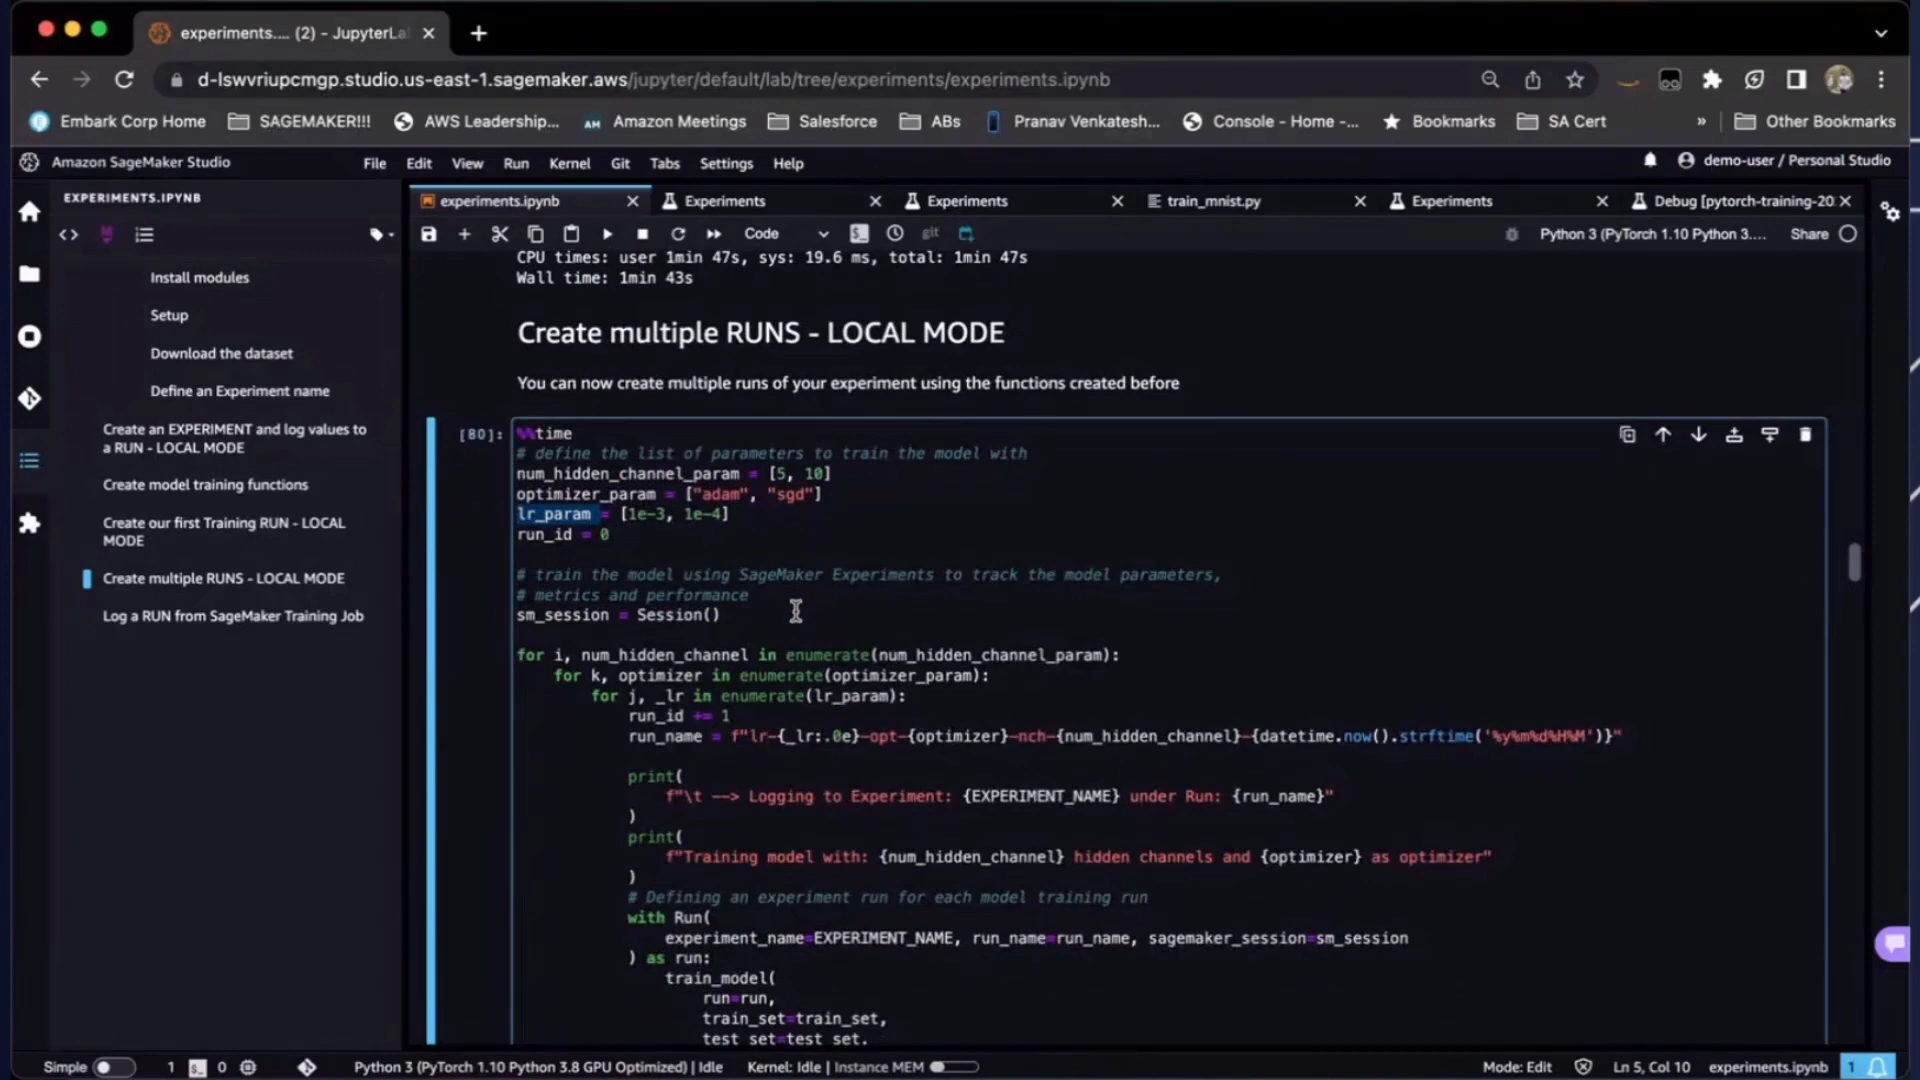 experiments.... (2) - JupyterLa
d-lswvriupcmgp.studio.us-east-1.sagemaker.aws/jupyter/default/lab/tree/experiments/experiments.ipynb
Embark Corp Home SAGEMAKER!!! AWS Leadership... Amazon Meetings Salesforce ABs Pranav Venkatesh... Console - Home -... Bookmarks SA Cert » Other Bookmarks
Amazon SageMaker Studio File Edit View Run Kernel Git Tabs Settings Help demo-user / Personal Studio
EXPERIMENTS.IPYNB
experiments.ipynb Experiments Experiments train_mnist.py Experiments Debug [pytorch-training-20
Code git Python 3 (PyTorch 1.10 Python 3.... Share
Install modules
Setup
Download the dataset
Define an Experiment name
Create an EXPERIMENT and log values to
a RUN - LOCAL MODE
Create model training functions
Create our first Training RUN - LOCAL
MODE
Create multiple RUNS - LOCAL MODE
Log a RUN from SageMaker Training Job
CPU times: user 1min 47s, sys: 19.6 ms, total: 1min 47s
Wall time: 1min 43s
Create multiple RUNS - LOCAL MODE
You can now create multiple runs of your experiment using the functions created before
[80]:
%%time
# define the list of parameters to train the model with
num_hidden_channel_param = [5, 10]
optimizer_param = ["adam", "sgd"]
lr_param = [1e-3, 1e-4]
run_id = 0
# train the model using SageMaker Experiments to track the model parameters,
# metrics and performance
sm_session = Session()
for i, num_hidden_channel in enumerate(num_hidden_channel_param):
for k, optimizer in enumerate(optimizer_param):
for j, _lr in enumerate(lr_param):
run_id += 1
run_name = f"lr-{_lr:.0e}-opt-{optimizer}-nch-{num_hidden_channel}-{datetime.now().strftime('%y%m%d%H%M')}"
print(
f"\t --> Logging to Experiment: {EXPERIMENT_NAME} under Run: {run_name}"
)
print(
f"Training model with: {num_hidden_channel} hidden channels and {optimizer} as optimizer"
)
# Defining an experiment run for each model training run
with Run(
experiment_name=EXPERIMENT_NAME, run_name=run_name, sagemaker_session=sm_session
) as run:
train_model(
run=run,
train_set=train_set,
test_set=test_set,
Simple 1 0 Python 3 (PyTorch 1.10 Python 3.8 GPU Optimized) | Idle Kernel: Idle | Instance MEM Mode: Edit Ln 5, Col 10 experiments.ipynb 1